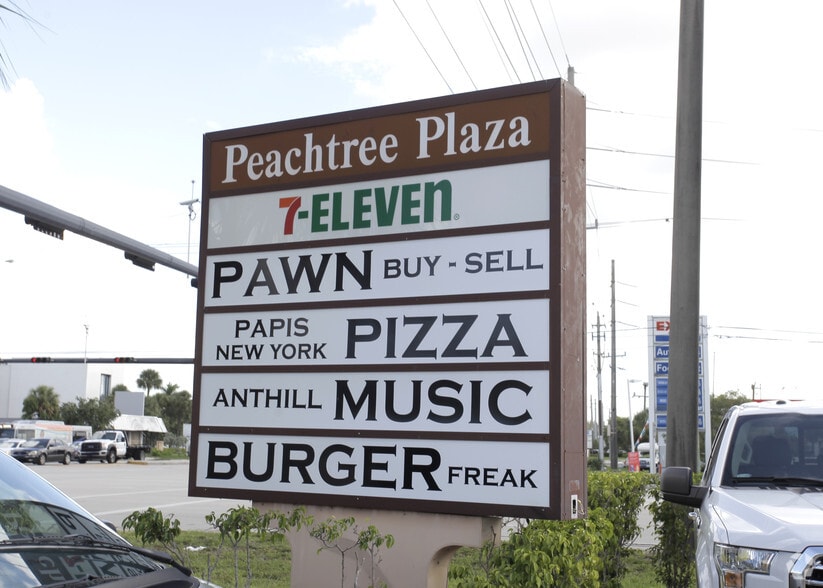 Peachtree Plaza
7-ELEVEN®
PAWN BUY - SELL
PAPIS
NEW YORK PIZZA
ANTHILL MUSIC
BURGER FREAK